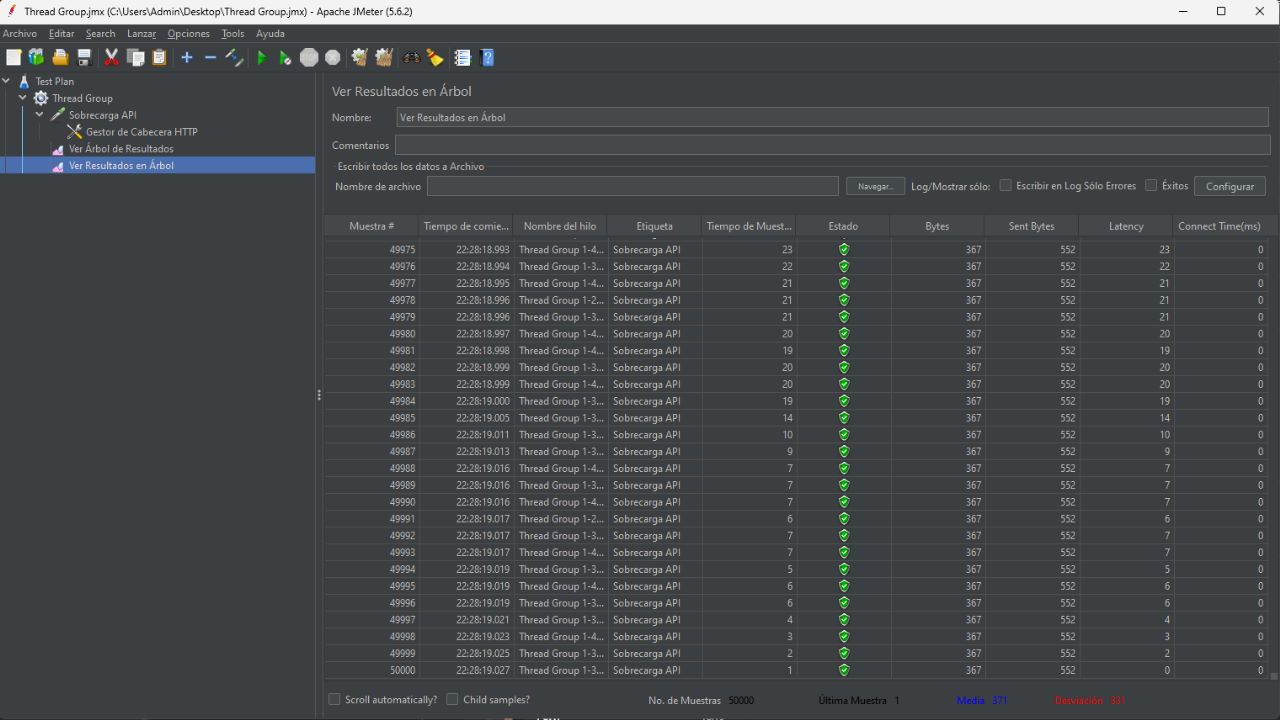 Thread Group.jmx (C:\Users\Admin\Desktop\Thread Group.jmx) - Apache JMeter (5.6.2)
Archivo Editar Search Lanzar Opciones Tools Ayuda
Test Plan
Thread Group
Sobrecarga API
Gestor de Cabecera HTTP
Ver Árbol de Resultados
Ver Resultados en Árbol
Ver Resultados en Árbol
Nombre: Ver Resultados en Árbol
Comentarios
Escribir todos los datos a Archivo
Nombre de archivo Navegar... Log/Mostrar sólo: Escribir en Log Sólo Errores Éxitos Configurar
Muestra # Tiempo de comie... Nombre del hilo Etiqueta Tiempo de Muest... Estado Bytes Sent Bytes Latency Connect Time(ms)
49975 22:28:18.993 Thread Group 1-4... Sobrecarga API 23 367 552 23 0
49976 22:28:18.994 Thread Group 1-3... Sobrecarga API 22 367 552 22 0
49977 22:28:18.995 Thread Group 1-4... Sobrecarga API 21 367 552 21 0
49978 22:28:18.996 Thread Group 1-2... Sobrecarga API 21 367 552 21 0
49979 22:28:18.996 Thread Group 1-3... Sobrecarga API 21 367 552 21 0
49980 22:28:18.997 Thread Group 1-4... Sobrecarga API 20 367 552 20 0
49981 22:28:18.998 Thread Group 1-4... Sobrecarga API 19 367 552 19 0
49982 22:28:18.999 Thread Group 1-3... Sobrecarga API 20 367 552 20 0
49983 22:28:18.999 Thread Group 1-4... Sobrecarga API 20 367 552 20 0
49984 22:28:19.000 Thread Group 1-3... Sobrecarga API 19 367 552 19 0
49985 22:28:19.005 Thread Group 1-3... Sobrecarga API 14 367 552 14 0
49986 22:28:19.011 Thread Group 1-3... Sobrecarga API 10 367 552 10 0
49987 22:28:19.013 Thread Group 1-3... Sobrecarga API 9 367 552 9 0
49988 22:28:19.016 Thread Group 1-4... Sobrecarga API 7 367 552 7 0
49989 22:28:19.016 Thread Group 1-3... Sobrecarga API 7 367 552 7 0
49990 22:28:19.016 Thread Group 1-4... Sobrecarga API 7 367 552 7 0
49991 22:28:19.017 Thread Group 1-2... Sobrecarga API 6 367 552 6 0
49992 22:28:19.017 Thread Group 1-3... Sobrecarga API 7 367 552 7 0
49993 22:28:19.017 Thread Group 1-4... Sobrecarga API 7 367 552 7 0
49994 22:28:19.019 Thread Group 1-3... Sobrecarga API 5 367 552 5 0
49995 22:28:19.019 Thread Group 1-4... Sobrecarga API 6 367 552 6 0
49996 22:28:19.019 Thread Group 1-3... Sobrecarga API 6 367 552 6 0
49997 22:28:19.021 Thread Group 1-3... Sobrecarga API 4 367 552 4 0
49998 22:28:19.023 Thread Group 1-4... Sobrecarga API 3 367 552 3 0
49999 22:28:19.025 Thread Group 1-3... Sobrecarga API 2 367 552 2 0
50000 22:28:19.027 Thread Group 1-3... Sobrecarga API 1 367 552 0 0
Scroll automatically? Child samples? No. de Muestras 50000 Última Muestra 1 Media 371 Desviación 331